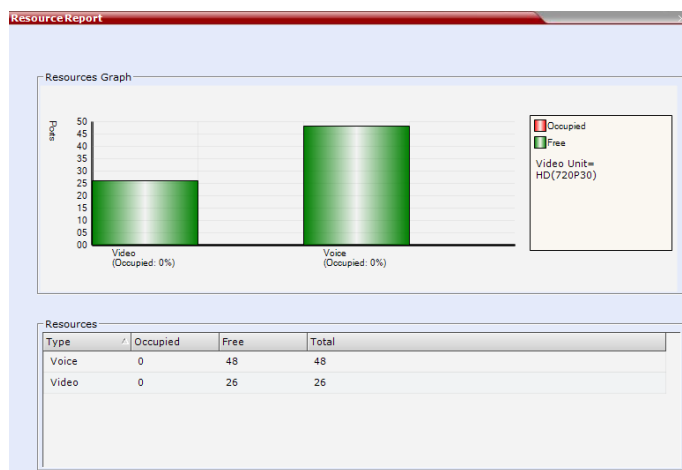 Resource Report
Resources Graph
Ports
50
45
40
35
30
25
20
15
10
05
00
Video
(Occupied: 0%)
Voice
(Occupied: 0%)
Occupied
Free
Video Unit=
HD(720P30)
Resources
Type Occupied Free Total
Voice 0 48 48
Video 0 26 26